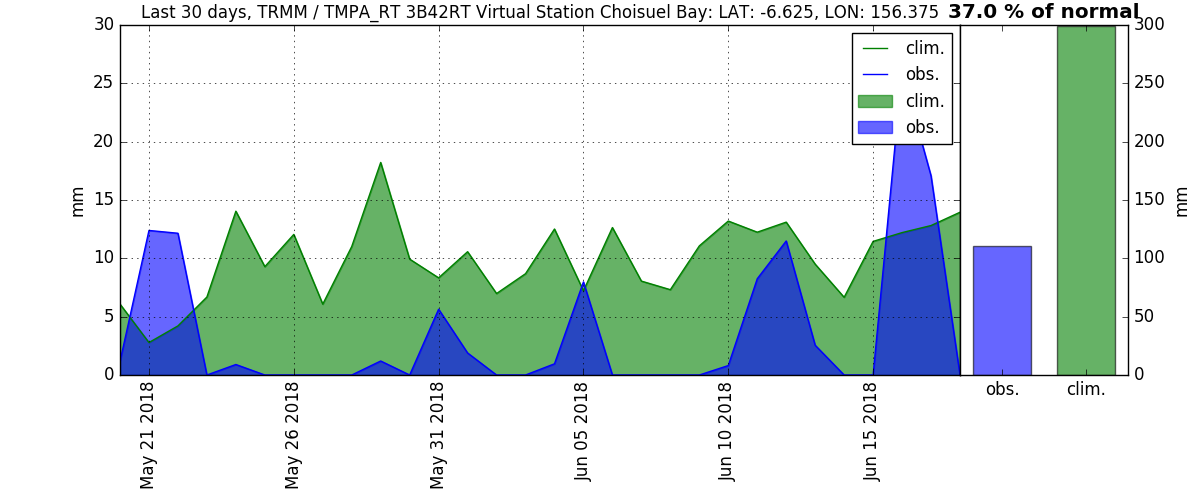 Last 30 days, TRMM / TMPA_RT 3B42RT Virtual Station Choisuel Bay: LAT: -6.625, LON: 156.375 37.0 % of normal
30
25
20
15
10
5
0
mm
clim.
obs.
clim.
obs.
300
250
200
150
100
50
0
mm
May 21 2018
May 26 2018
May 31 2018
Jun 05 2018
Jun 10 2018
Jun 15 2018
obs.
clim.